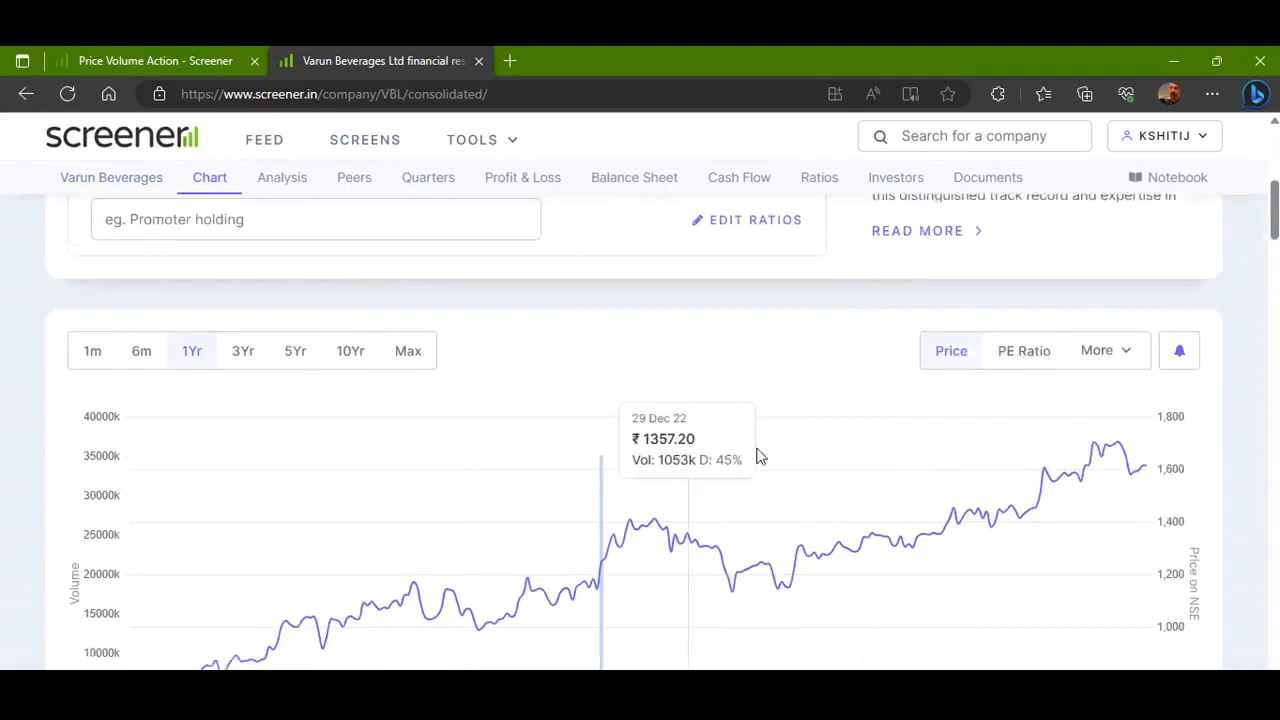 Price Volume Action - Screener
Varun Beverages Ltd financial res
https://www.screener.in/company/VBL/consolidated/
screener
FEED
SCREENS
TOOLS
Search for a company
KSHITIJ
Varun Beverages
Chart
Analysis
Peers
Quarters
Profit & Loss
Balance Sheet
Cash Flow
Ratios
Investors
Documents
Notebook
this distinguished track record and expertise in
eg. Promoter holding
EDIT RATIOS
READ MORE
1m 6m 1Yr 3Yr 5Yr 10Yr Max
Price PE Ratio More
29 Dec 22
₹ 1357.20
Vol: 1053k D: 45%
40000k
35000k
30000k
25000k
20000k
15000k
10000k
Volume
1,800
1,600
1,400
1,200
1,000
Price on NSE